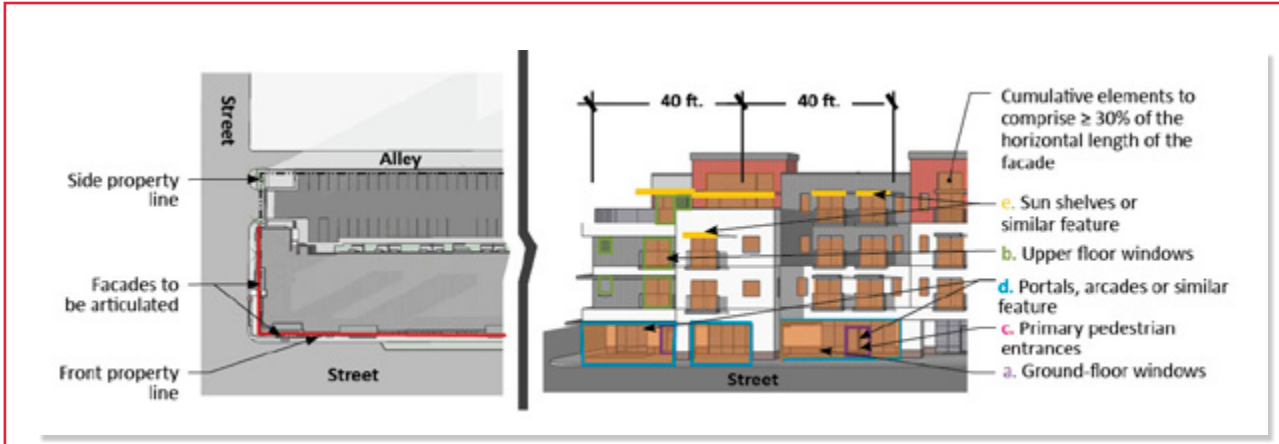 Street
Alley
Side property
line
Facades to
be articulated
Front property
line
Street
40 ft.
40 ft.
Street
Cumulative elements to
comprise ≥ 30% of the
horizontal length of the
facade
e. Sun shelves or
similar feature
b. Upper floor windows
d. Portals, arcades or similar
feature
c. Primary pedestrian
entrances
a. Ground-floor windows